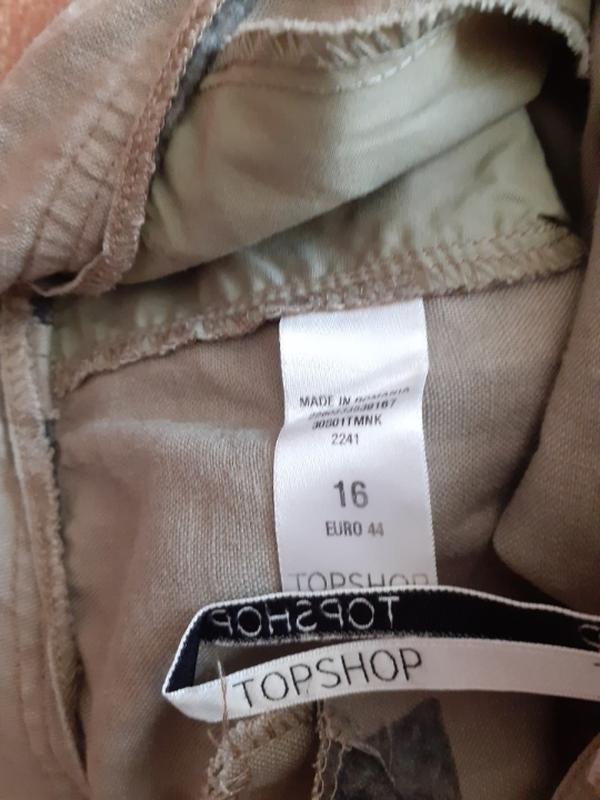 MADE IN ROMANIA
30S01TMNK
2241
16
EURO 44
TOPSHOP
TOPSHOP
TOPSHOP